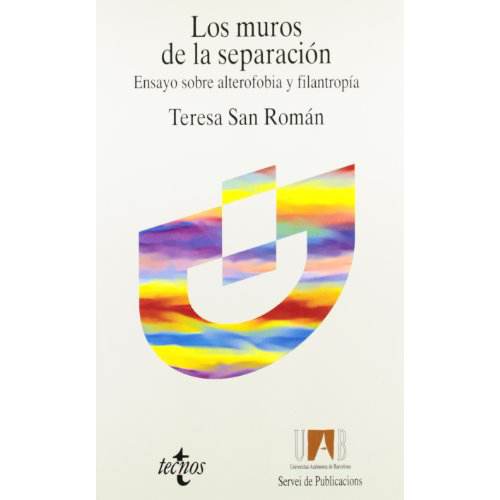 Los muros
de la separación
Ensayo sobre alterofobia y filantropía
Teresa San Román
tecnos
UAB
Universitat Autònoma de Barcelona
Servei de Publicacions